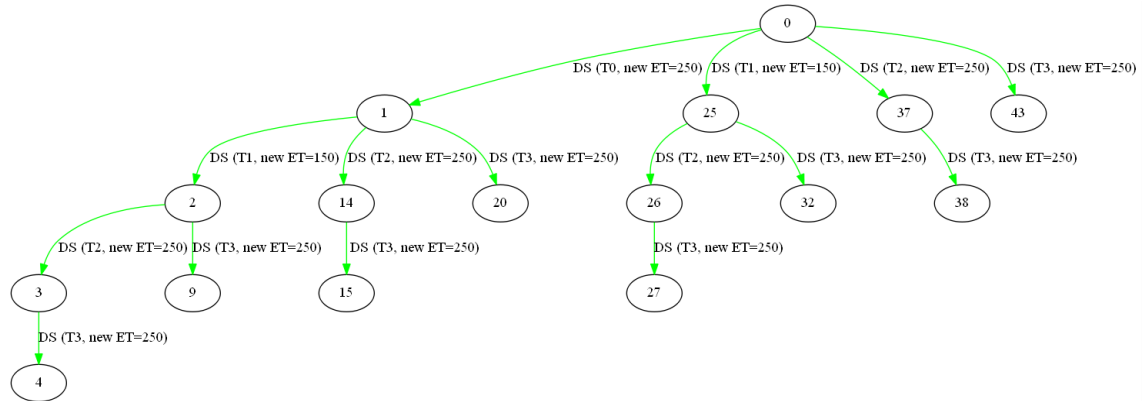 0
DS (T0, new ET=250)
DS (T1, new ET=150)
DS (T2, new ET=250)
DS (T3, new ET=250)
1
25
37
43
DS (T1, new ET=150)
DS (T2, new ET=250)
DS (T3, new ET=250)
DS (T2, new ET=250)
DS (T3, new ET=250)
DS (T3, new ET=250)
2
14
20
26
32
38
DS (T2, new ET=250)
DS (T3, new ET=250)
DS (T3, new ET=250)
DS (T3, new ET=250)
3
9
15
27
DS (T3, new ET=250)
4